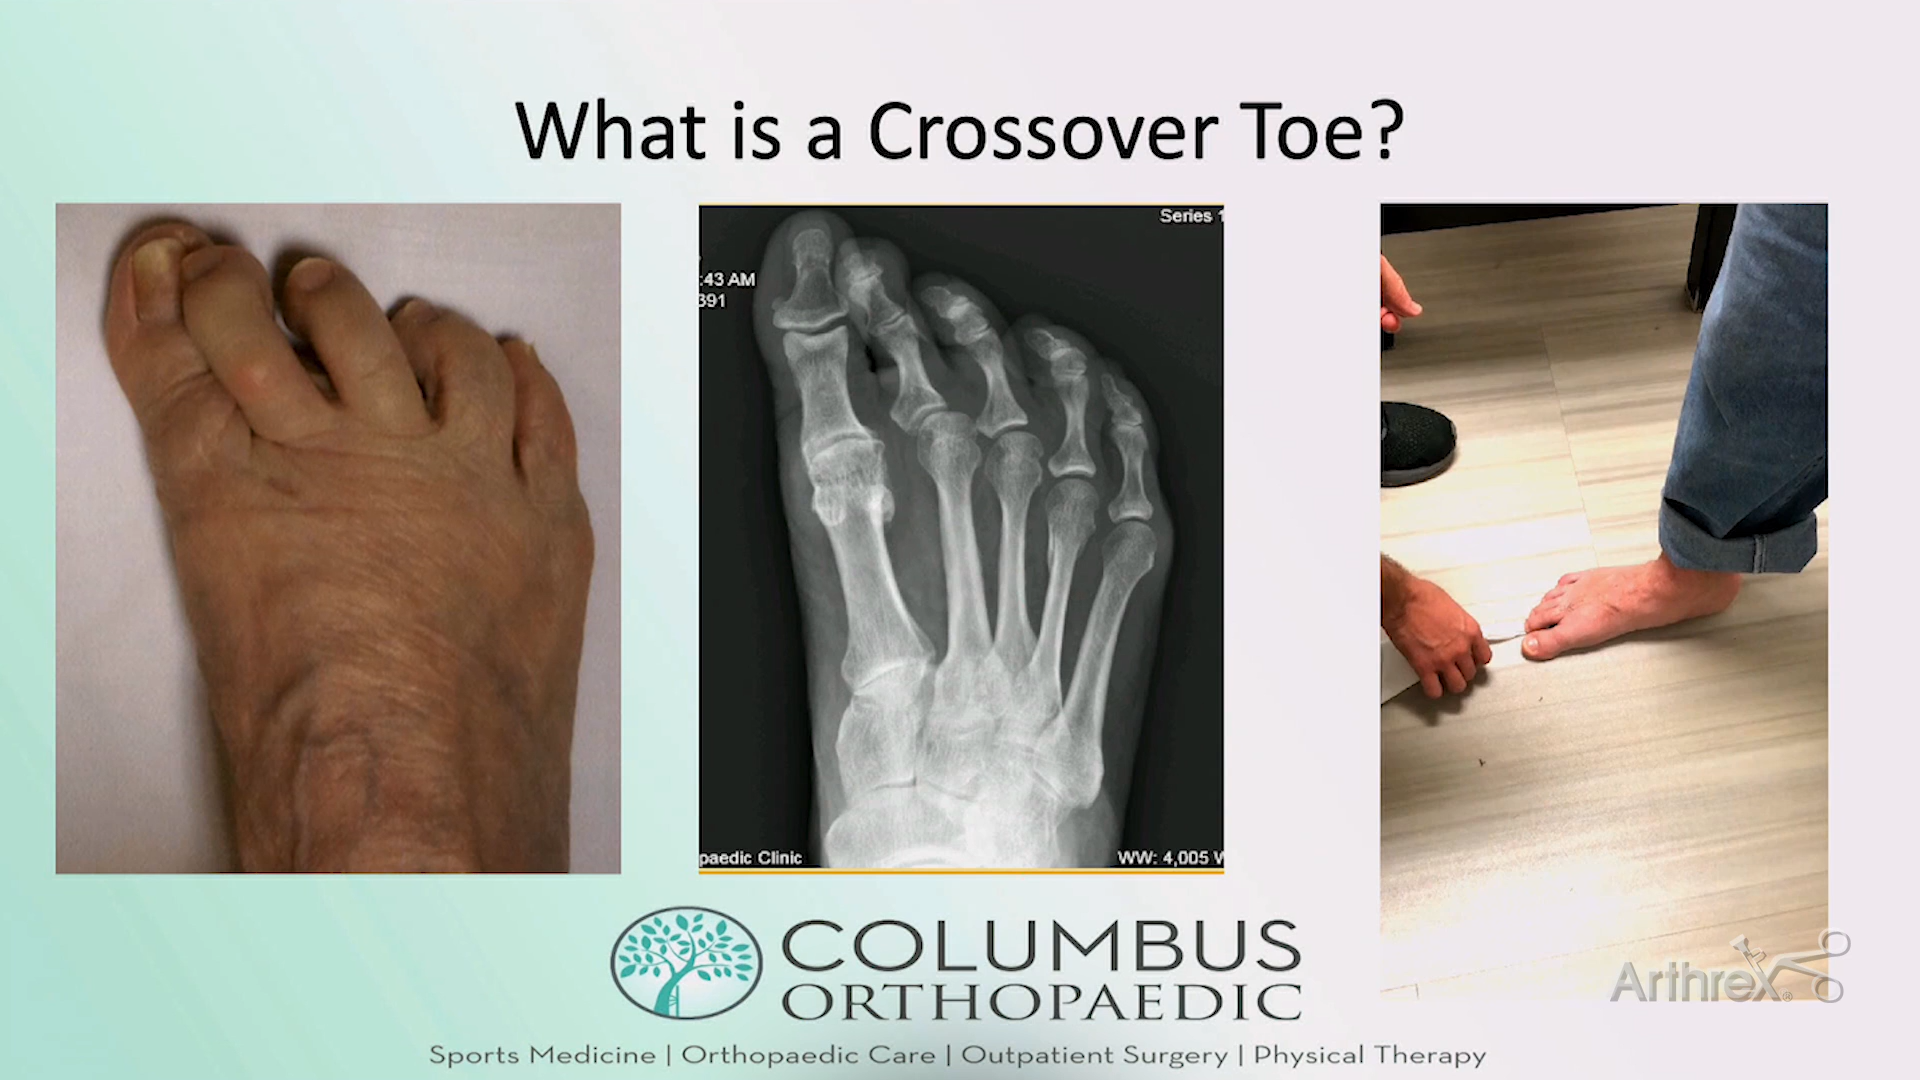 What is a Crossover Toe?
Series 1
:43 AM
391
paedic Clinic
WW: 4,005 W
COLUMBUS
ORTHOPAEDIC
Sports Medicine | Orthopaedic Care | Outpatient Surgery | Physical Therapy
Arthrex®